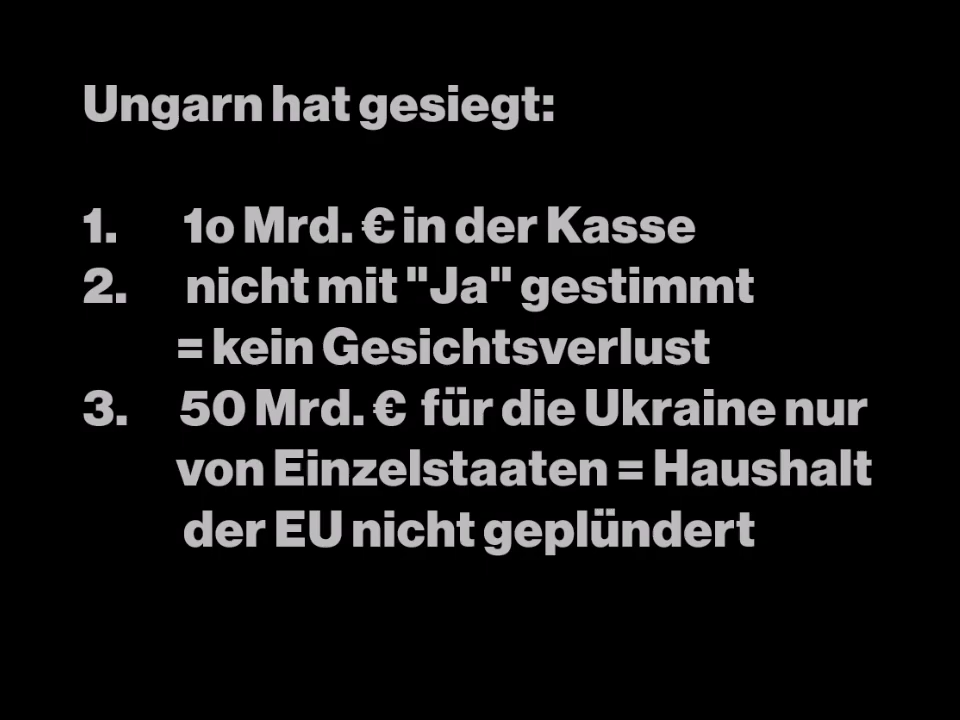 Ungarn hat gesiegt:
1. 1o Mrd. € in der Kasse
2. nicht mit "Ja" gestimmt
= kein Gesichtsverlust
3. 50 Mrd. € für die Ukraine nur
von Einzelstaaten = Haushalt
der EU nicht geplündert